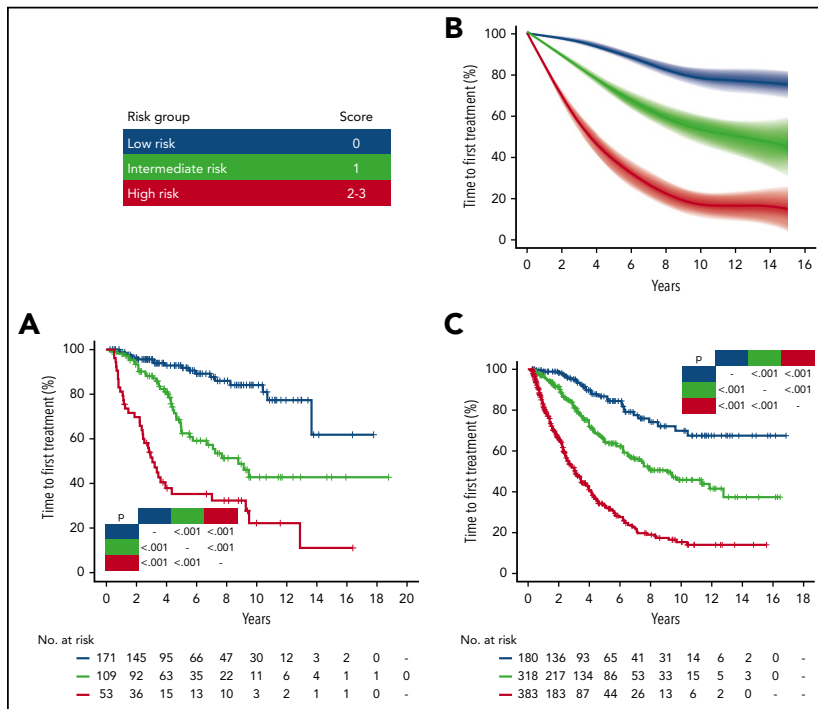 Risk group Score
Low risk 0
Intermediate risk 1
High risk 2-3
B
Time to first treatment (%)
100
80
60
40
20
0
0 2 4 6 8 10 12 14 16
Years
A
Time to first treatment (%)
100
80
60
40
20
0
p
- <.001 <.001
<.001 - <.001
<.001 <.001 -
0 2 4 6 8 10 12 14 16 18 20
Years
No. at risk
171 145 95 66 47 30 12 3 2 0 -
109 92 63 35 22 11 6 4 1 1 0
53 36 15 13 10 3 2 1 1 0 -
C
Time to first treatment (%)
100
80
60
40
20
0
p
- <.001 <.001
<.001 - <.001
<.001 <.001 -
0 2 4 6 8 10 12 14 16 18
Years
No. at risk
180 136 93 65 41 31 14 6 2 0 -
318 217 134 86 53 33 15 5 3 0 -
383 183 87 44 26 13 6 2 0 - -